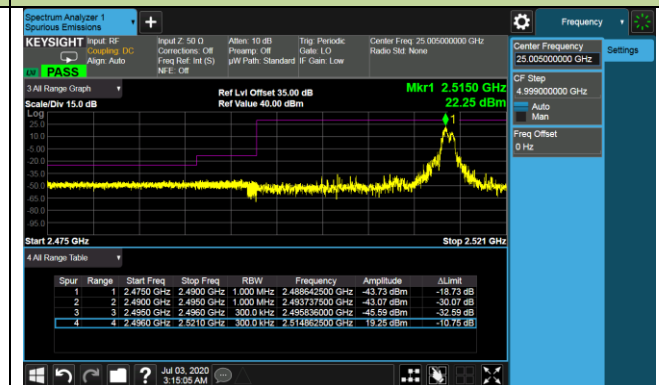 Spectrum Analyzer 1
Spurious Emissions
Frequency
KEYSIGHT Input: RF Input Z: 50 Ω Atten: 10 dB Trig: Periodic Center Freq: 25.005000000 GHz
Coupling: DC Corrections: Off Preamp: Off Gate: LO Radio Std: None
Align: Auto Freq Ref: Int (S) µW Path: Standard IF Gain: Low
NFE: Off
PASS
Center Frequency
25.005000000 GHz
Settings
CF Step
4.999000000 GHz
Auto
Man
Freq Offset
0 Hz
3 All Range Graph
Ref Lvl Offset 35.00 dB
Mkr1 2.5150 GHz
Scale/Div 15.0 dB
Ref Value 40.00 dBm
22.25 dBm
Log
25.0
10.0
-5.00
-20.0
-35.0
-50.0
-65.0
-80.0
-95.0
1
Start 2.475 GHz
Stop 2.521 GHz
4 All Range Table
Spur Range Start Freq Stop Freq RBW Frequency Amplitude ΔLimit
1 1 2.4750 GHz 2.4900 GHz 1.000 MHz 2.488642500 GHz -43.73 dBm -18.73 dB
2 2 2.4900 GHz 2.4950 GHz 1.000 MHz 2.493737500 GHz -43.07 dBm -30.07 dB
3 3 2.4950 GHz 2.4960 GHz 300.0 kHz 2.495836000 GHz -45.59 dBm -32.59 dB
4 4 2.4960 GHz 2.5210 GHz 300.0 kHz 2.514862500 GHz 19.25 dBm -10.75 dB
Jul 03, 2020
3:15:05 AM